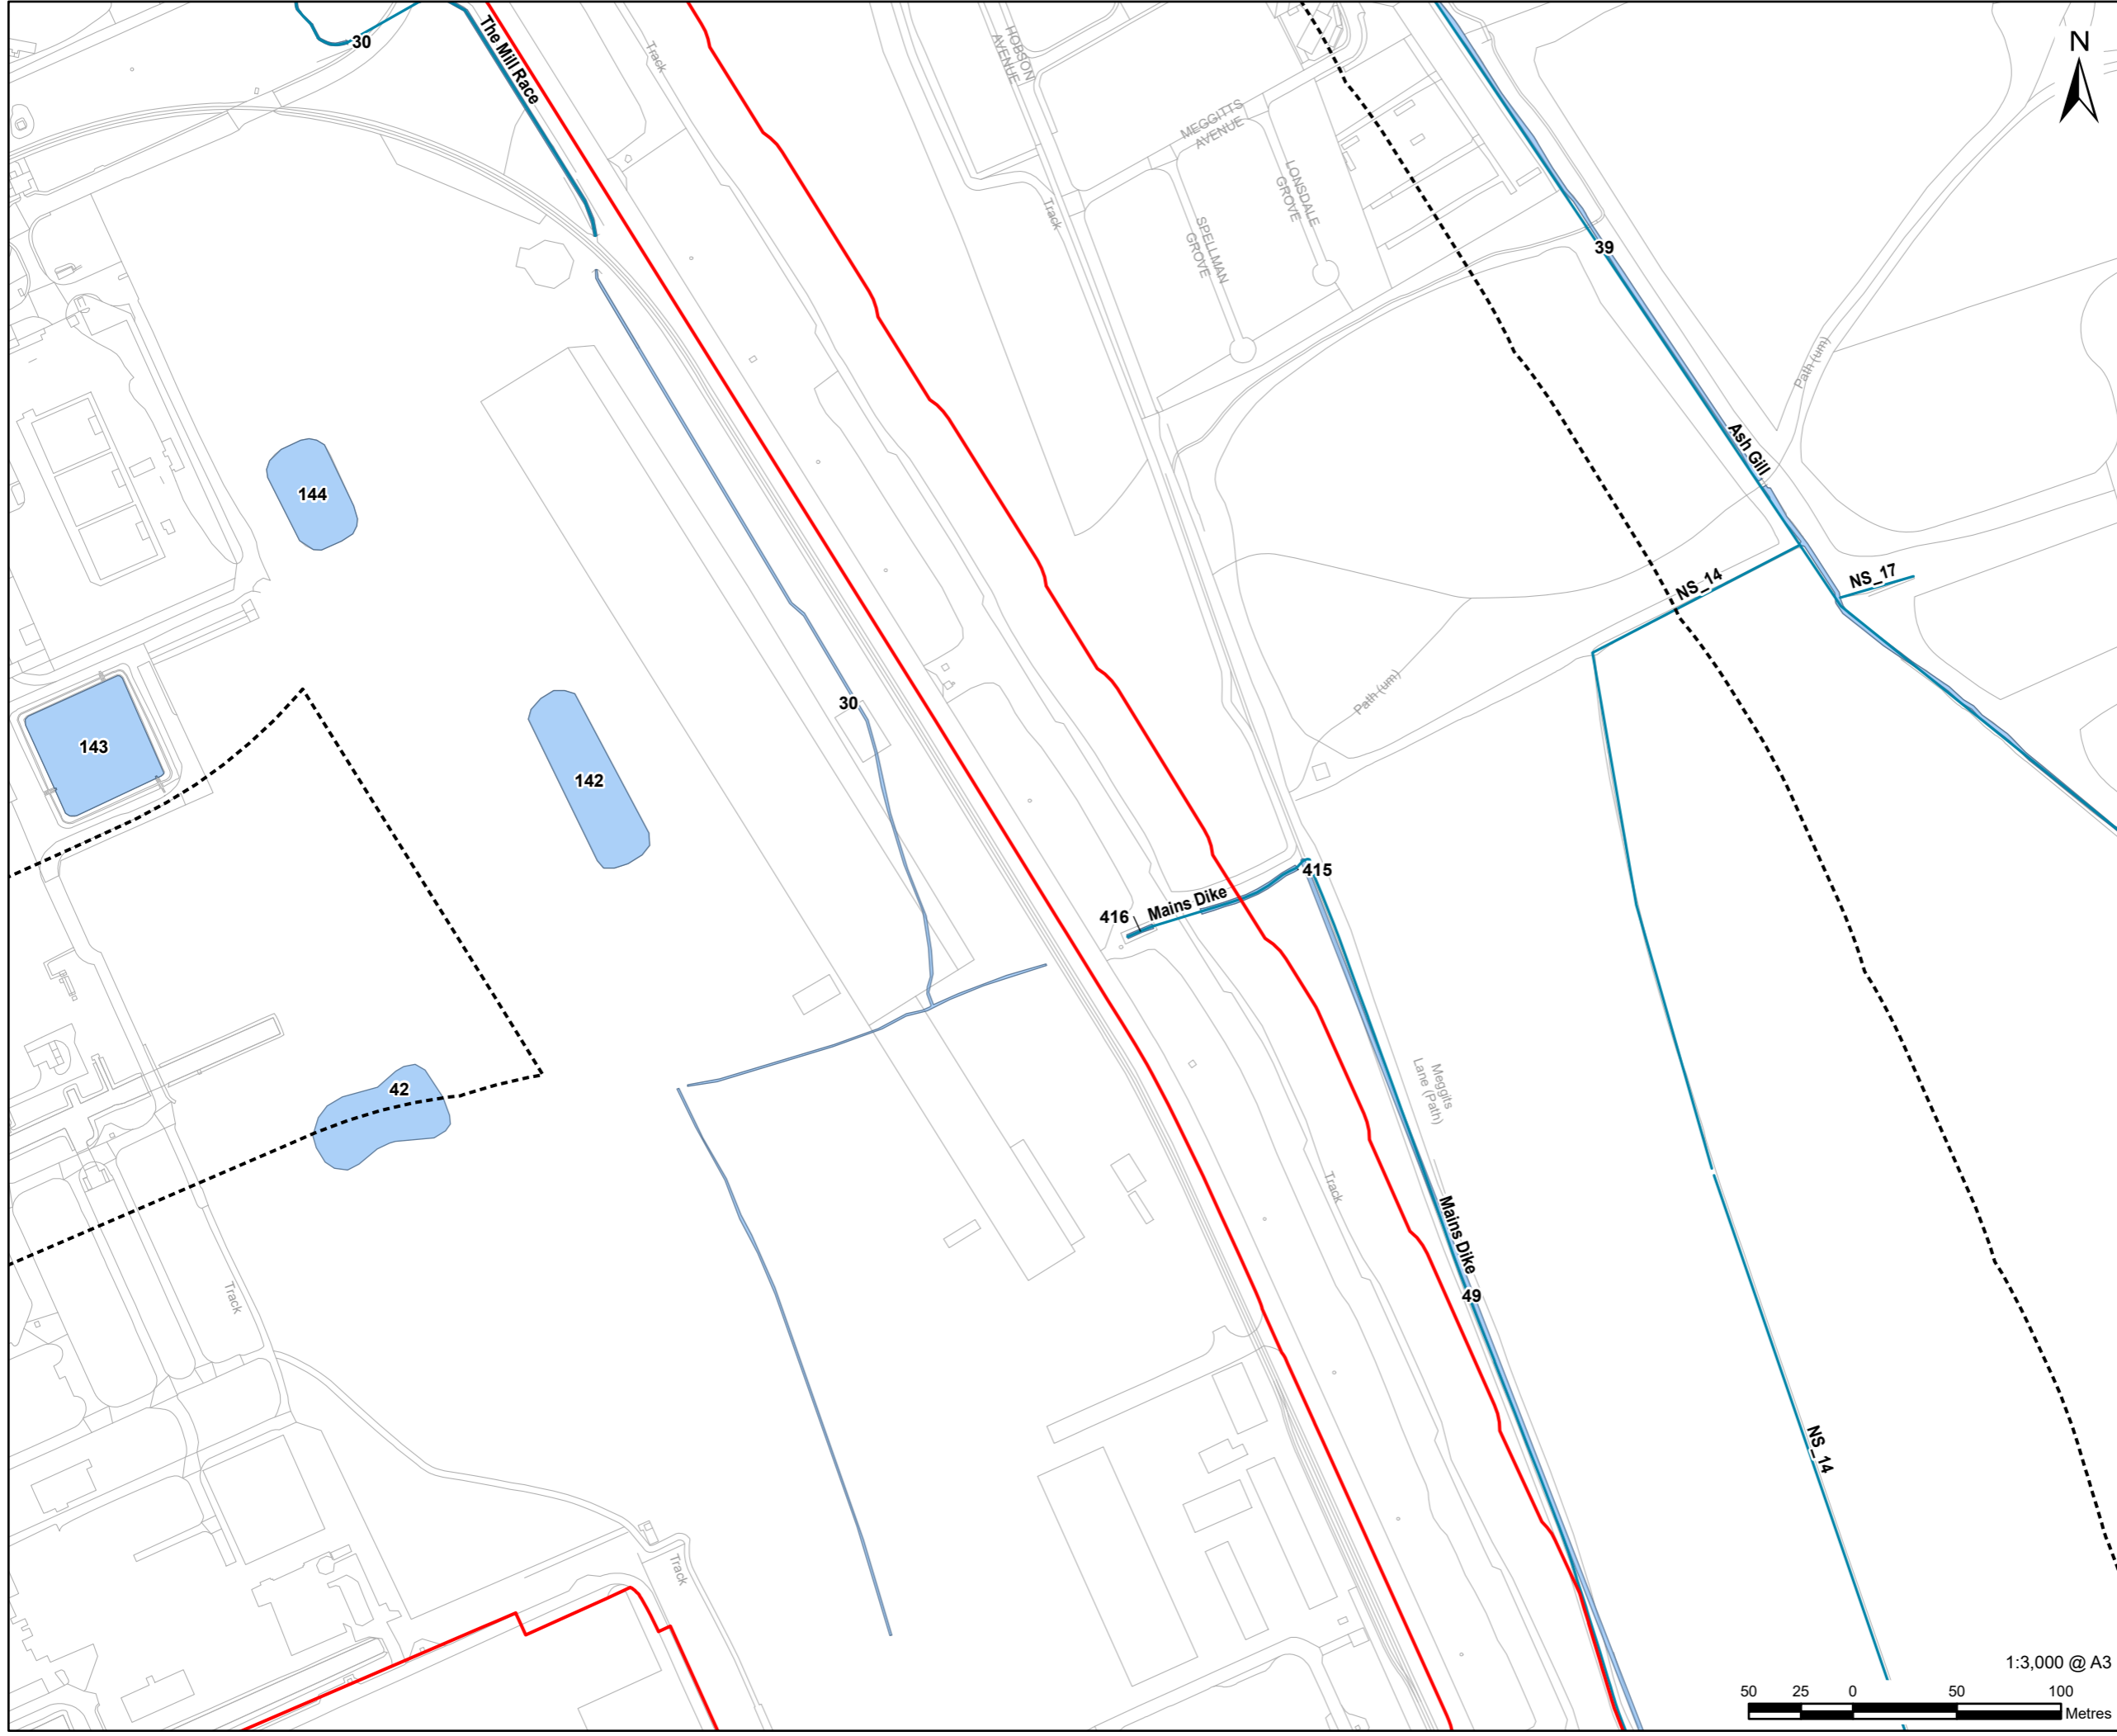 30
The Mill Race
Track
HOBSON
AVENUE
N
MEGGITTS
AVENUE
LONSDALE
GROVE
Track
SPELLMAN
GROVE
39
Path (um)
Ash Gill
144
NS_14
NS_17
30
Path (um)
143
142
415
416
Mains Dike
42
Meggits
Lane (Path)
Track
Mains Dike
49
Track
NS_14
Track
1:3,000 @ A3
50 25 0 50 100
Metres